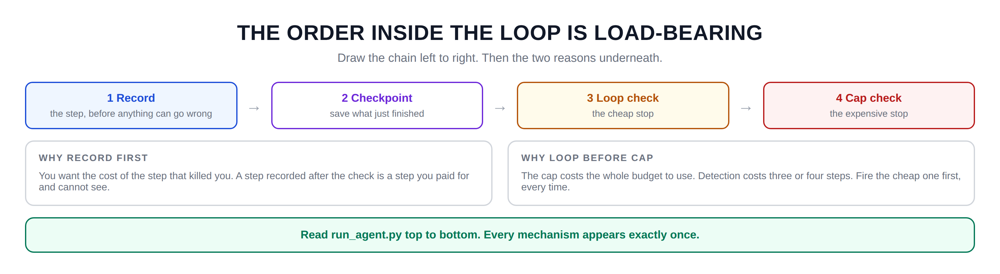 THE ORDER INSIDE THE LOOP IS LOAD-BEARING
Draw the chain left to right. Then the two reasons underneath.
1 Record
the step, before anything can go wrong
→
2 Checkpoint
save what just finished
→
3 Loop check
the cheap stop
→
4 Cap check
the expensive stop
WHY RECORD FIRST
You want the cost of the step that killed you. A step recorded after the check is a step you paid for
and cannot see.
WHY LOOP BEFORE CAP
The cap costs the whole budget to use. Detection costs three or four steps. Fire the cheap one first,
every time.
Read run_agent.py top to bottom. Every mechanism appears exactly once.